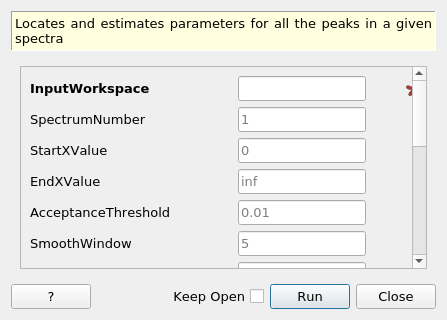 Locates and estimates parameters for all the peaks in a given
spectra
InputWorkspace
SpectrumNumber 1
StartXValue 0
EndXValue inf
AcceptanceThreshold 0.01
SmoothWindow 5
? Keep Open Run Close